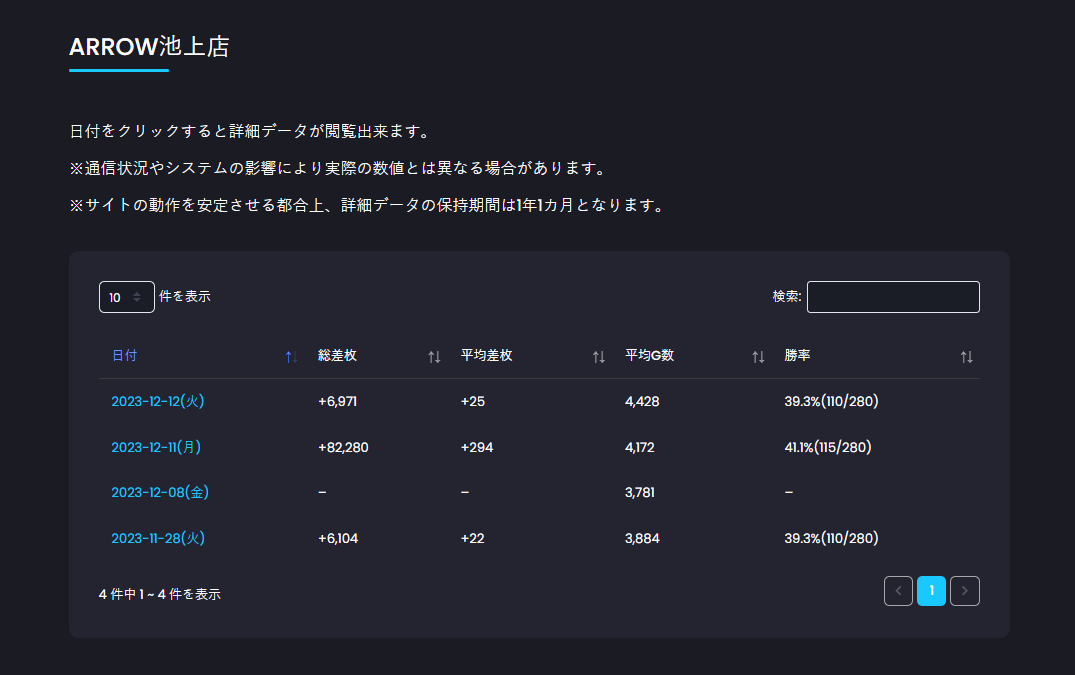 ARROW池上店
日付をクリックすると詳細データが閲覧出来ます。
※通信状況やシステムの影響により実際の数値とは異なる場合があります。
※サイトの動作を安定させる都合上、詳細データの保持期間は1年1カ月となります。
10 件を表示 検索:
日付 総差枚 平均差枚 平均G数 勝率
2023-12-12(火) +6,971 +25 4,428 39.3%(110/280)
2023-12-11(月) +82,280 +294 4,172 41.1%(115/280)
2023-12-08(金) – – 3,781 –
2023-11-28(火) +6,104 +22 3,884 39.3%(110/280)
4 件中 1 ~ 4 件を表示 < 1 >